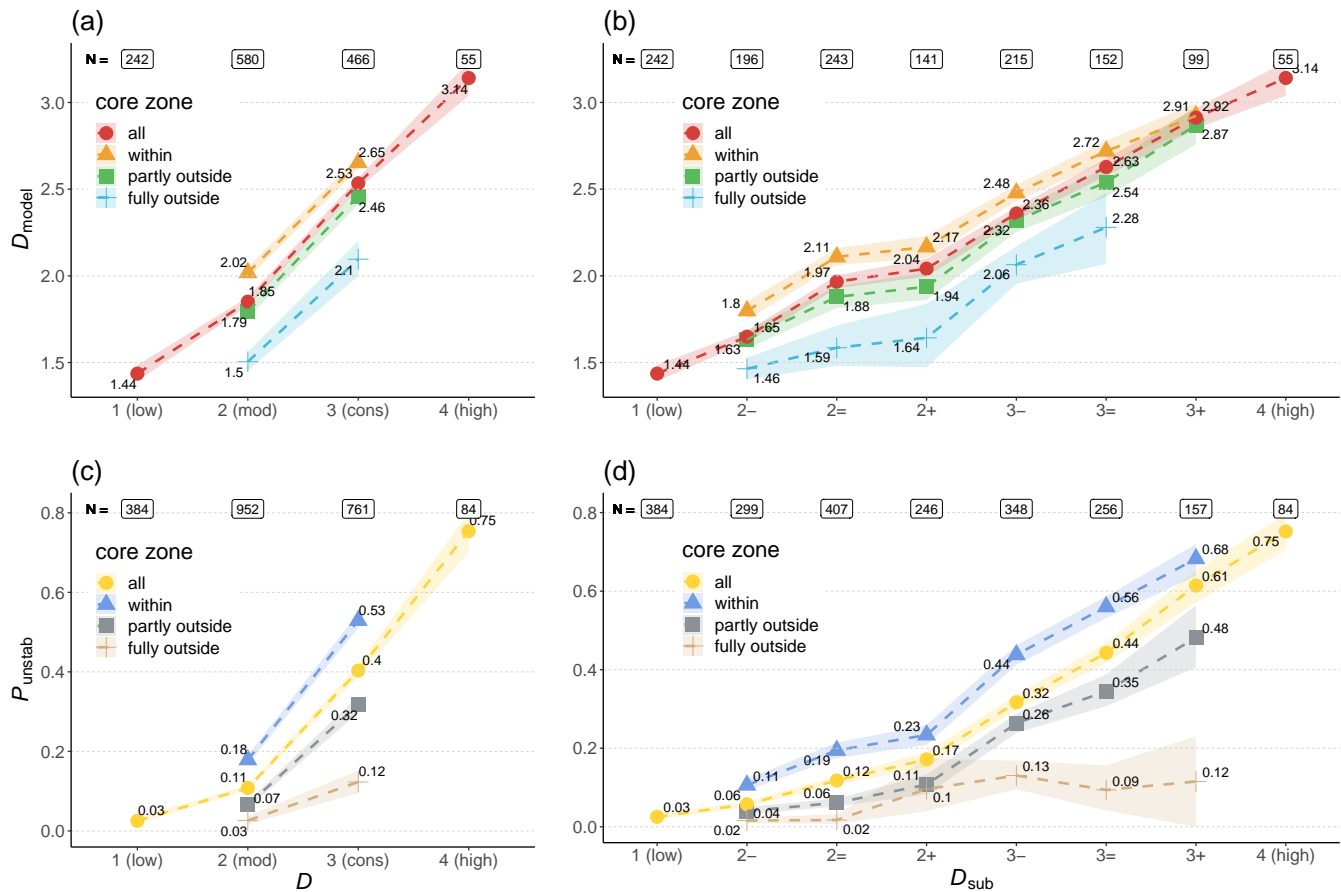 (a)
N = 242 580 466 55
core zone
all
within
partly outside
fully outside
3.14
2.65
2.53
2.46
2.1
2.02
1.85
1.79
1.5
1.44
3.0
2.5
2.0
1.5
Dmodel
1 (low) 2 (mod) 3 (cons) 4 (high)
(b)
N = 242 196 243 141 215 152 99 55
core zone
all
within
partly outside
fully outside
3.14
2.91 2.92
2.87
2.72
2.63
2.54
2.48
2.36
2.32
2.28
2.17
2.11
2.06
2.04
1.97
1.94
1.88
1.8
1.65
1.63
1.64
1.59
1.46
1.44
1 (low) 2− 2= 2+ 3− 3= 3+ 4 (high)
(c)
N = 384 952 761 84
core zone
all
within
partly outside
fully outside
0.75
0.53
0.4
0.32
0.18
0.12
0.11
0.07
0.03
0.03
0.8
0.6
0.4
0.2
0.0
Punstab
1 (low) 2 (mod) 3 (cons) 4 (high)
D
(d)
N = 384 299 407 246 348 256 157 84
core zone
all
within
partly outside
fully outside
0.75
0.68
0.61
0.56
0.48
0.44
0.44
0.35
0.32
0.26
0.23
0.19
0.17
0.13
0.12
0.12
0.11
0.11
0.1
0.09
0.06
0.06
0.04
0.03
0.02
0.02
0.8
0.6
0.4
0.2
0.0
1 (low) 2− 2= 2+ 3− 3= 3+ 4 (high)
Dsub